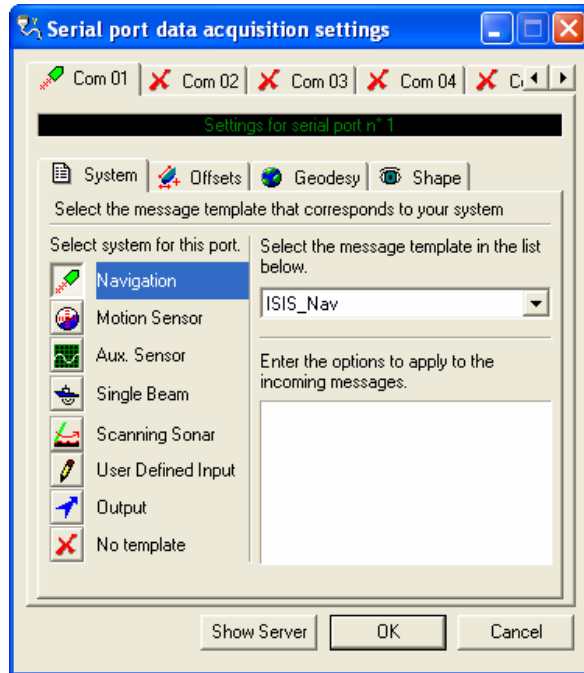 Serial port data acquisition settings
Com 01 Com 02 Com 03 Com 04
Settings for serial port n° 1
System Offsets Geodesy Shape
Select the message template that corresponds to your system
Select system for this port.
Navigation
Motion Sensor
Aux. Sensor
Single Beam
Scanning Sonar
User Defined Input
Output
No template
Select the message template in the list
below.
ISIS_Nav
Enter the options to apply to the
incoming messages.
Show Server OK Cancel